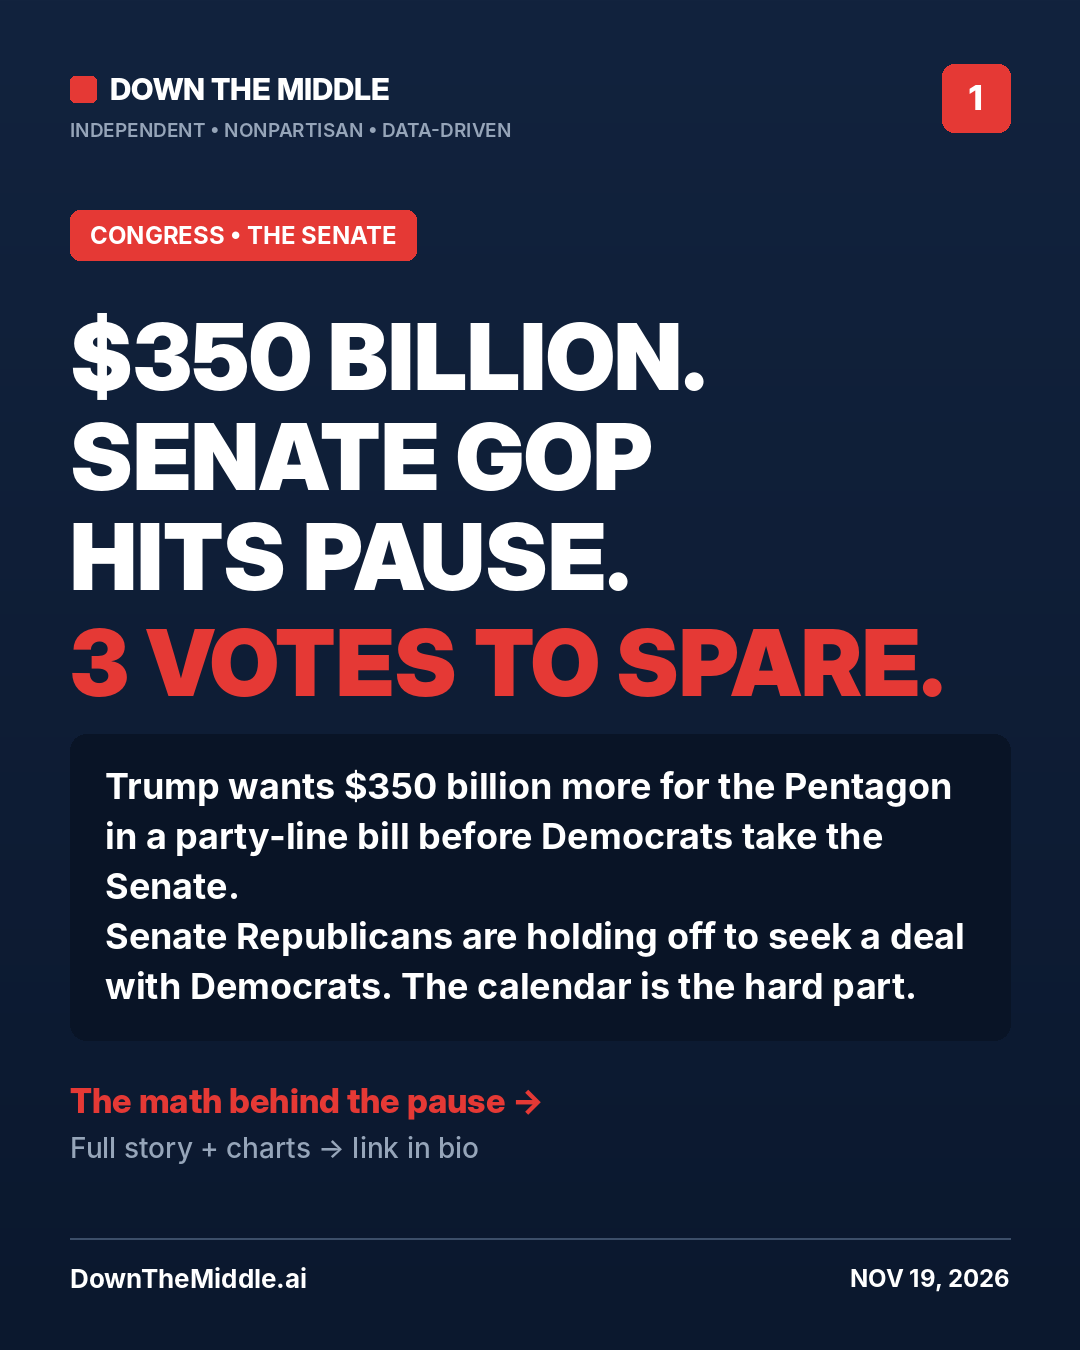 DOWN THE MIDDLE
INDEPENDENT • NONPARTISAN • DATA-DRIVEN
1
CONGRESS • THE SENATE
$350 BILLION.
SENATE GOP
HITS PAUSE.
3 VOTES TO SPARE.
Trump wants $350 billion more for the Pentagon
in a party-line bill before Democrats take the
Senate.
Senate Republicans are holding off to seek a deal
with Democrats. The calendar is the hard part.
The math behind the pause →
Full story + charts → link in bio
DownTheMiddle.ai
NOV 19, 2026